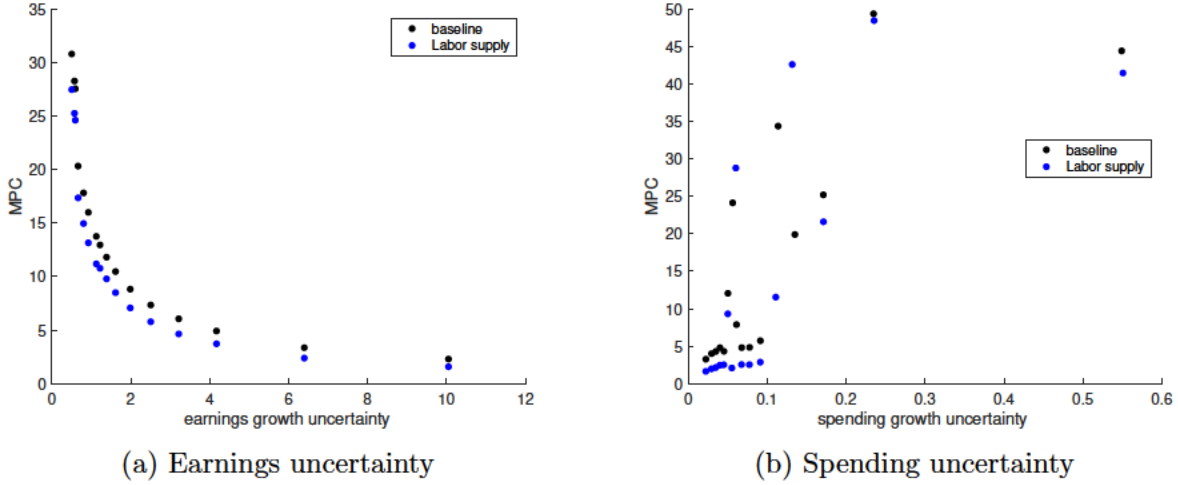 35
30
25
20
15
10
5
0
MPC
0 2 4 6 8 10 12
earnings growth uncertainty
baseline
Labor supply
(a) Earnings uncertainty
50
45
40
35
30
25
20
15
10
5
0
MPC
0 0.1 0.2 0.3 0.4 0.5 0.6
spending growth uncertainty
baseline
Labor supply
(b) Spending uncertainty